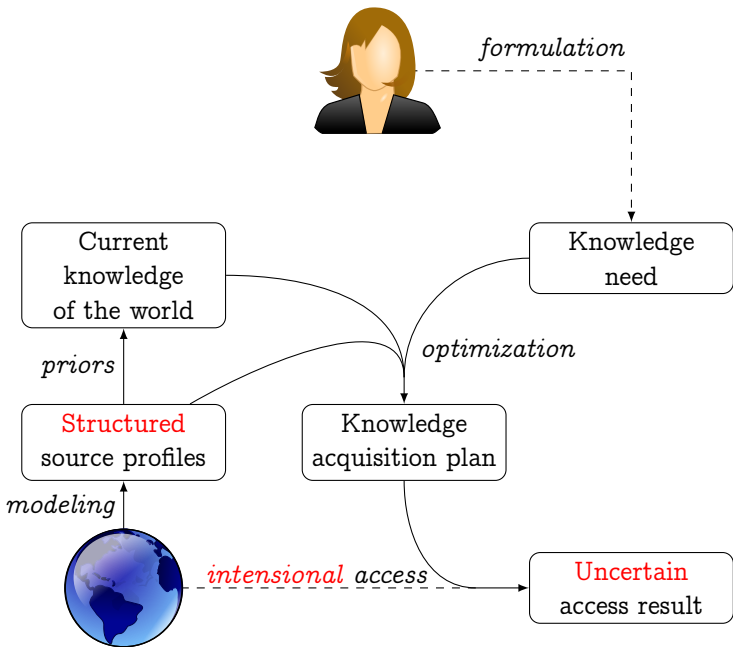 formulation
Current
knowledge
of the world
Knowledge
need
optimization
priors
Structured
source profiles
Knowledge
acquisition plan
modeling
intensional access
Uncertain
access result